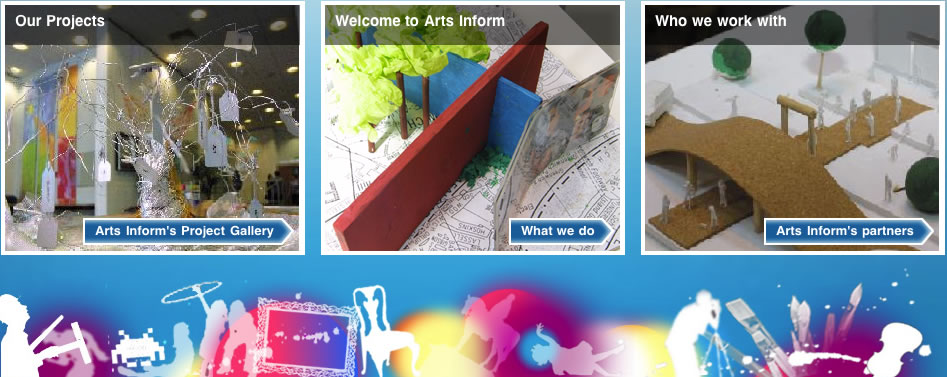 Our Projects
Arts Inform's Project Gallery
Welcome to Arts Inform
What we do
Who we work with
Arts Inform's partners